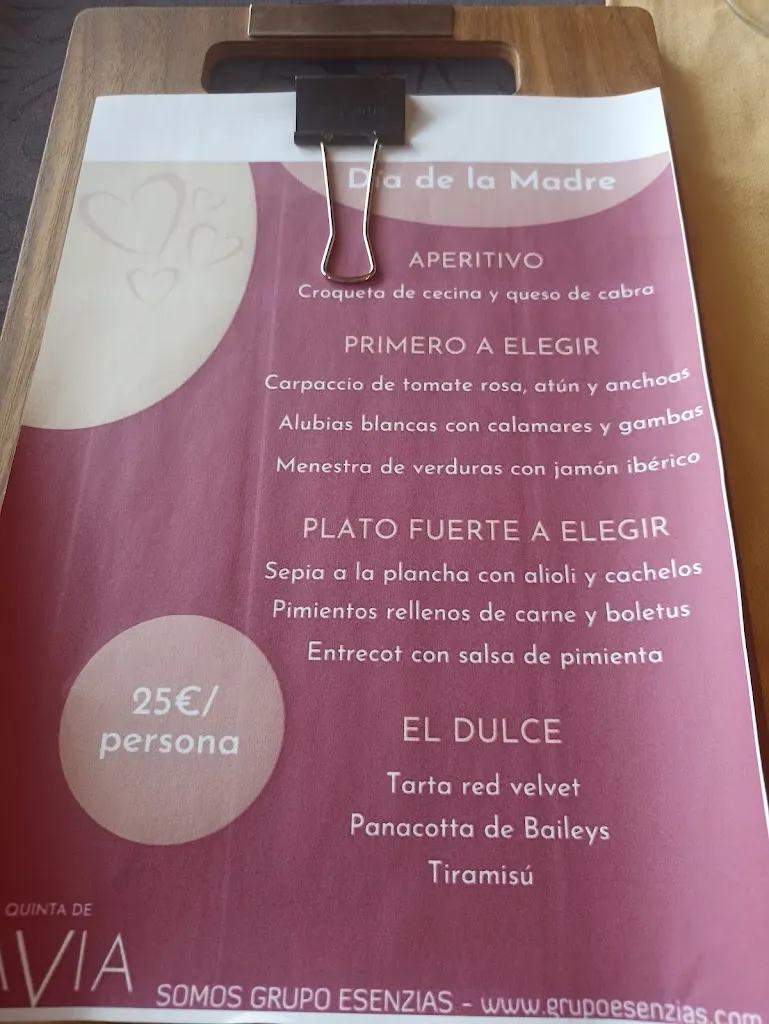 Día de la Madre
APERITIVO
Croqueta de cecina y queso de cabra
PRIMERO A ELEGIR
Carpaccio de tomate rosa, atún y anchoas
Alubias blancas con calamares y gambas
Menestra de verduras con jamón ibérico
PLATO FUERTE A ELEGIR
Sepia a la plancha con alioli y cachelos
Pimientos rellenos de carne y boletus
Entrecot con salsa de pimienta
25€/
persona
EL DULCE
Tarta red velvet
Panacotta de Baileys
Tiramisú
QUINTA DE
SOMOS GRUPO ESENZIAS - www.grupoesenzias.com